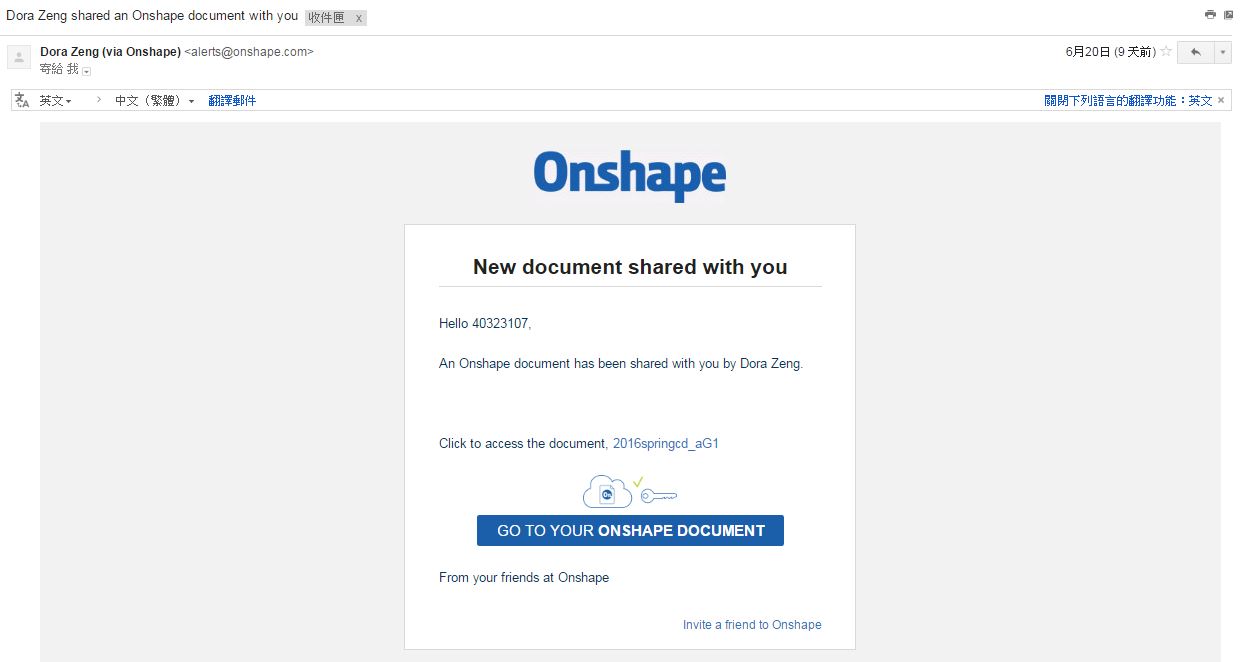 Dora Zeng shared an Onshape document with you 收件匣 x
Dora Zeng (via Onshape) <alerts@onshape.com> 6月20日 (9 天前)
寄給 我
英文 > 中文（繁體） 翻譯郵件 關閉下列語言的翻譯功能：英文 ×
Onshape
New document shared with you
Hello 40323107,
An Onshape document has been shared with you by Dora Zeng.
Click to access the document, 2016springcd_aG1
On
GO TO YOUR ONSHAPE DOCUMENT
From your friends at Onshape
Invite a friend to Onshape